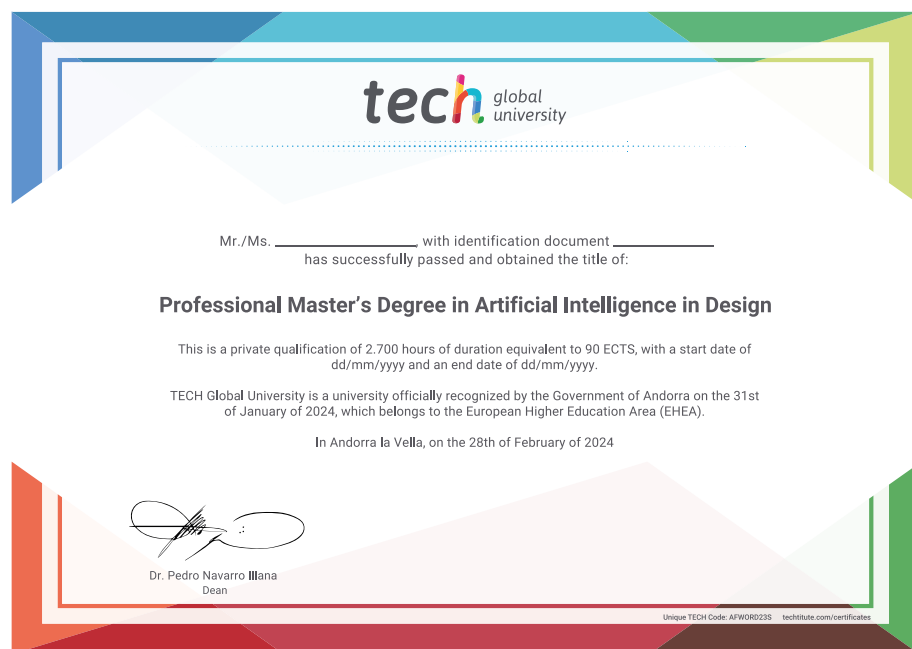 tech global university
Mr./Ms. ________________, with identification document ____________
has successfully passed and obtained the title of:
Professional Master's Degree in Artificial Intelligence in Design
This is a private qualification of 2.700 hours of duration equivalent to 90 ECTS, with a start date of
dd/mm/yyyy and an end date of dd/mm/yyyy.
TECH Global University is a university officially recognized by the Government of Andorra on the 31st
of January of 2024, which belongs to the European Higher Education Area (EHEA).
In Andorra la Vella, on the 28th of February of 2024
Dr. Pedro Navarro Illana
Dean
Unique TECH Code: AFWORD23S techtitute.com/certificates